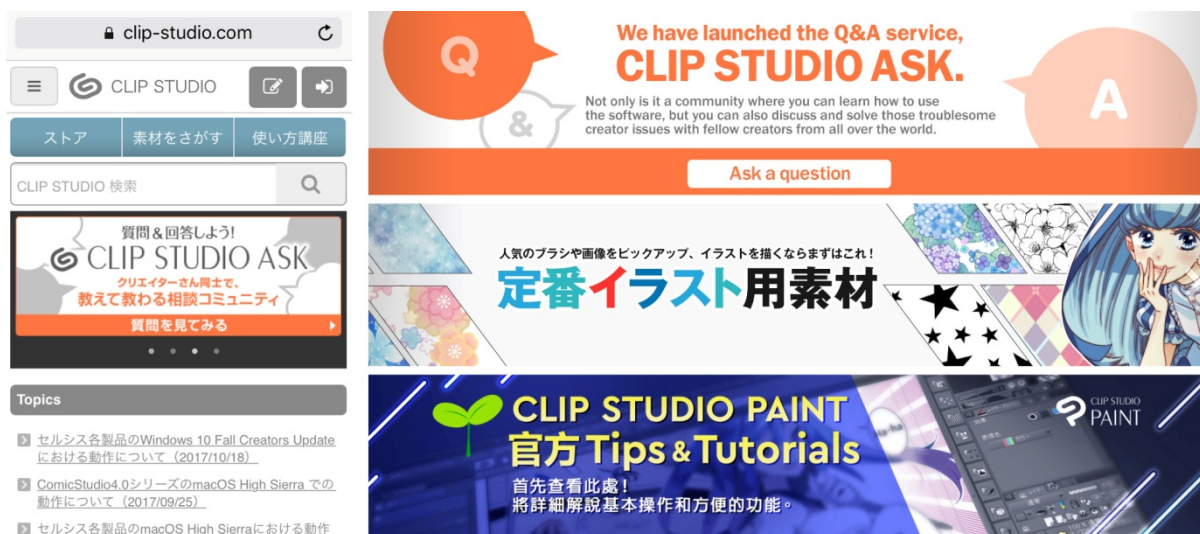 clip-studio.com
CLIP STUDIO
ストア
素材をさがす
使い方講座
CLIP STUDIO 検索
質問&回答しよう!
CLIP STUDIO ASK
クリエイターさん同士で、
教えて教わる相談コミュニティ
質問を見てみる
Topics
セルシス各製品のWindows 10 Fall Creators Update
における動作について（2017/10/18）
ComicStudio4.0シリーズのmacOS High Sierra での
動作について（2017/09/25）
セルシス各製品のmacOS High Sierraにおける動作
Q
&
A
We have launched the Q&A service,
CLIP STUDIO ASK.
Not only is it a community where you can learn how to use
the software, but you can also discuss and solve those troublesome
creator issues with fellow creators from all over the world.
Ask a question
人気のブラシや画像をピックアップ、イラストを描くならまずはこれ!
定番イラスト用素材
CLIP STUDIO PAINT
官方 Tips & Tutorials
首先查看此處!
將詳細解說基本操作和方便的功能。
Ha-ha
CLIP STUDIO
PAINT